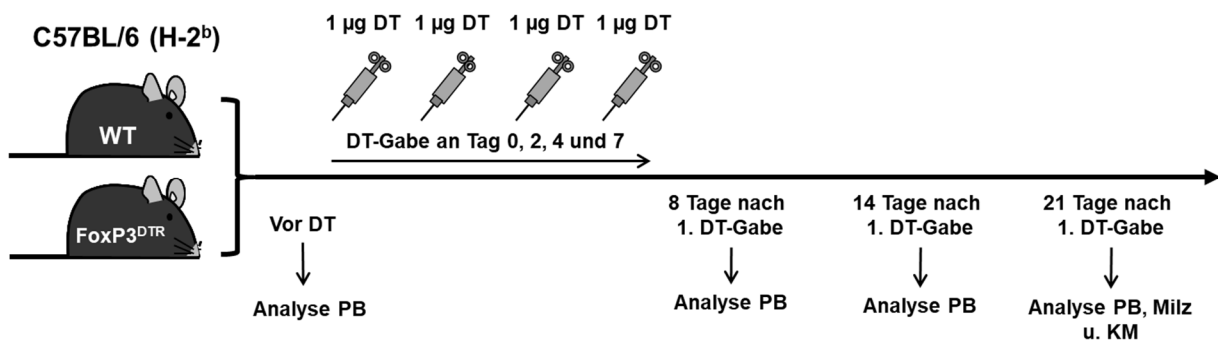 C57BL/6 (H-2ᵇ)
WT
FoxP3ᴰᵀᴿ
1 µg DT 1 µg DT 1 µg DT 1 µg DT
DT-Gabe an Tag 0, 2, 4 und 7
Vor DT
Analyse PB
8 Tage nach
1. DT-Gabe
Analyse PB
14 Tage nach
1. DT-Gabe
Analyse PB
21 Tage nach
1. DT-Gabe
Analyse PB, Milz
u. KM